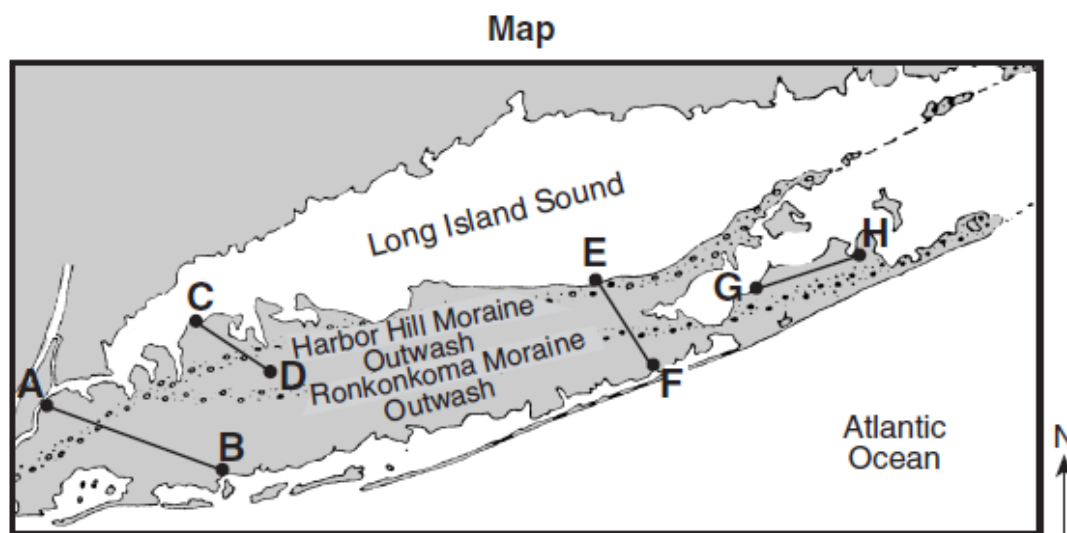 Map
Long Island Sound
E
H
G
C
Harbor Hill Moraine
Outwash
D
Ronkonkoma Moraine
Outwash
A
F
B
Atlantic
Ocean
N